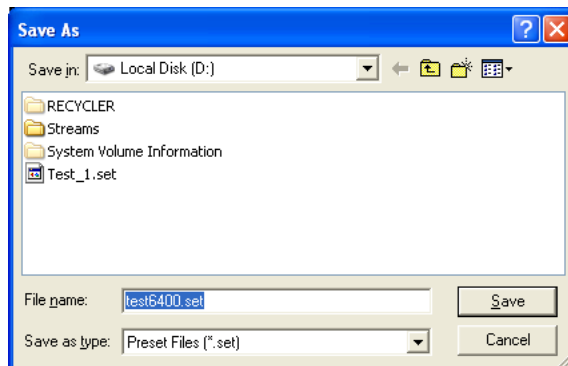 Save As
Save in: Local Disk (D:)
RECYCLER
Streams
System Volume Information
Test_1.set
File name: test6400.set Save
Save as type: Preset Files (*.set) Cancel